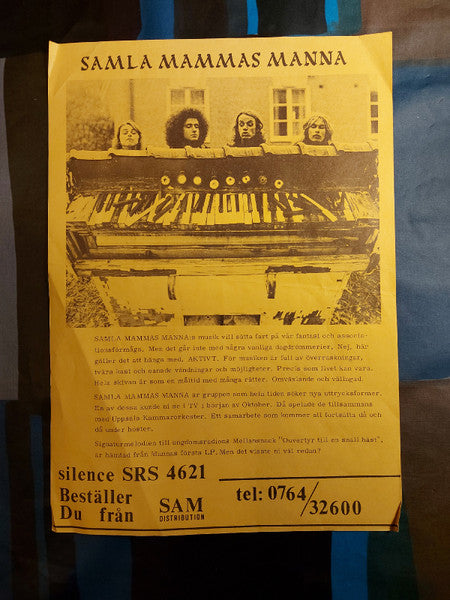 SAMLA MAMMAS MANNA
SAMLA MAMMAS MANNA:s musik vill sätta fart på vår fantasi och associa-
tionsförmåga. Men det går inte med några vanliga dagdrömmerier. Nej, här
gäller det att hänga med, AKTIVT. För musiken är full av överraskningar,
tvära kast och oanade vändningar och möjligheter. Precis som livet kan vara.
Hela skivan är som en måltid med många rätter. Omväxlande och vällagad.
SAMLA MAMMAS MANNA är gruppen som hela tiden söker nya uttrycksformer.
En av dessa kunde ni se i TV i början av Oktober. Då spelade de tillsammans
med Uppsala Kammarorkester. Ett samarbete som kommer att fortsätta då och
då under hösten.
Signaturmelodien till ungdomsradions Mellansnack "Ouvertyr till en snäll häst",
är hämtad från Mannas första LP. Men det visste ni väl redan?
silence SRS 4621
Beställer
Du från
SAM
DISTRIBUTION
tel: 0764/32600